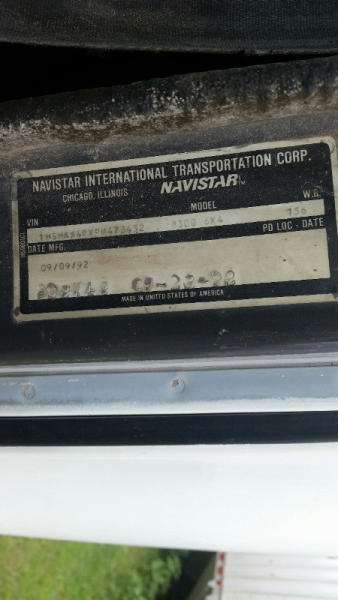 NAVISTAR INTERNATIONAL TRANSPORTATION CORP.
CHICAGO, ILLINOIS NAVISTAR
VIN MODEL W.B.
6X4 156
DATE MFG. PD LOC - DATE
09/09/92
MADE IN UNITED STATES OF AMERICA